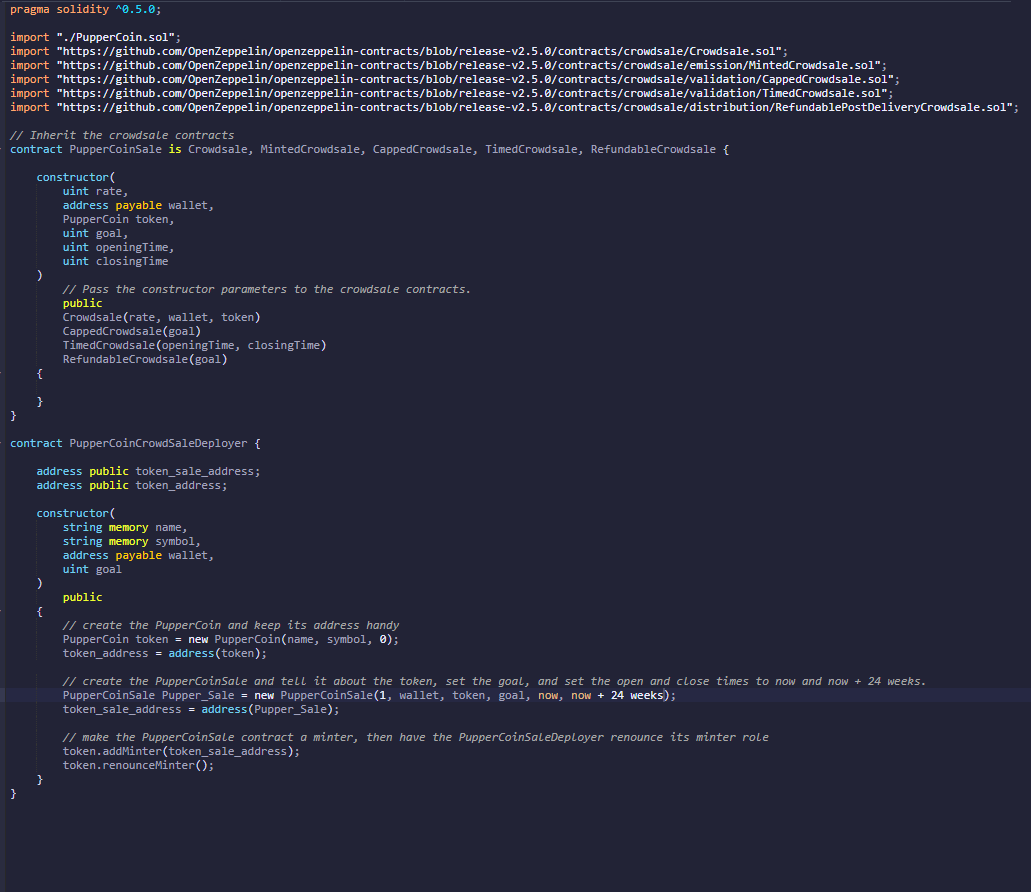 pragma solidity ^0.5.0;

import "./PupperCoin.sol";
import "https://github.com/OpenZeppelin/openzeppelin-contracts/blob/release-v2.5.0/contracts/crowdsale/Crowdsale.sol";
import "https://github.com/OpenZeppelin/openzeppelin-contracts/blob/release-v2.5.0/contracts/crowdsale/emission/MintedCrowdsale.sol";
import "https://github.com/OpenZeppelin/openzeppelin-contracts/blob/release-v2.5.0/contracts/crowdsale/validation/CappedCrowdsale.sol";
import "https://github.com/OpenZeppelin/openzeppelin-contracts/blob/release-v2.5.0/contracts/crowdsale/validation/TimedCrowdsale.sol";
import "https://github.com/OpenZeppelin/openzeppelin-contracts/blob/release-v2.5.0/contracts/crowdsale/distribution/RefundablePostDeliveryCrowdsale.sol";

// Inherit the crowdsale contracts
contract PupperCoinSale is Crowdsale, MintedCrowdsale, CappedCrowdsale, TimedCrowdsale, RefundableCrowdsale {

    constructor(
        uint rate,
        address payable wallet,
        PupperCoin token,
        uint goal,
        uint openingTime,
        uint closingTime
    )
        // Pass the constructor parameters to the crowdsale contracts.
        public
        Crowdsale(rate, wallet, token)
        CappedCrowdsale(goal)
        TimedCrowdsale(openingTime, closingTime)
        RefundableCrowdsale(goal)
    {

    }
}

contract PupperCoinCrowdSaleDeployer {

    address public token_sale_address;
    address public token_address;

    constructor(
        string memory name,
        string memory symbol,
        address payable wallet,
        uint goal
    )
        public
    {
        // create the PupperCoin and keep its address handy
        PupperCoin token = new PupperCoin(name, symbol, 0);
        token_address = address(token);

        // create the PupperCoinSale and tell it about the token, set the goal, and set the open and close times to now and now + 24 weeks.
        PupperCoinSale Pupper_Sale = new PupperCoinSale(1, wallet, token, goal, now, now + 24 weeks);
        token_sale_address = address(Pupper_Sale);

        // make the PupperCoinSale contract a minter, then have the PupperCoinSaleDeployer renounce its minter role
        token.addMinter(token_sale_address);
        token.renounceMinter();
    }
}